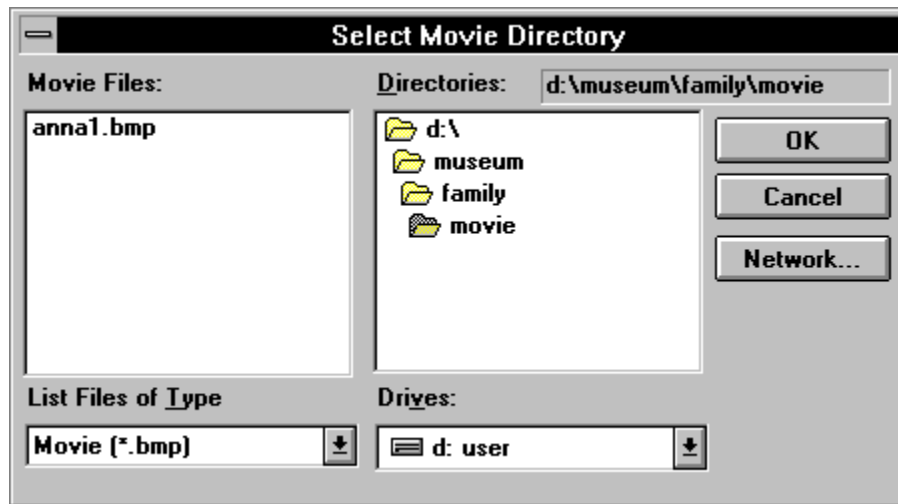 Select Movie Directory
Movie Files:
anna1.bmp
List Files of Type
Movie (*.bmp)
Directories:
d:\museum\family\movie
d:\
museum
family
movie
Drives:
d: user
OK
Cancel
Network...